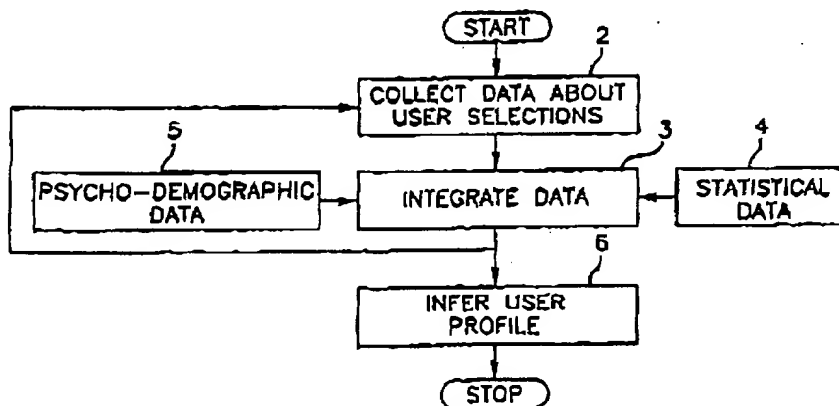 START
2
COLLECT DATA ABOUT
USER SELECTIONS
5
3
4
PSYCHO-DEMOGRAPHIC
DATA
INTEGRATE DATA
STATISTICAL
DATA
6
INFER USER
PROFILE
STOP